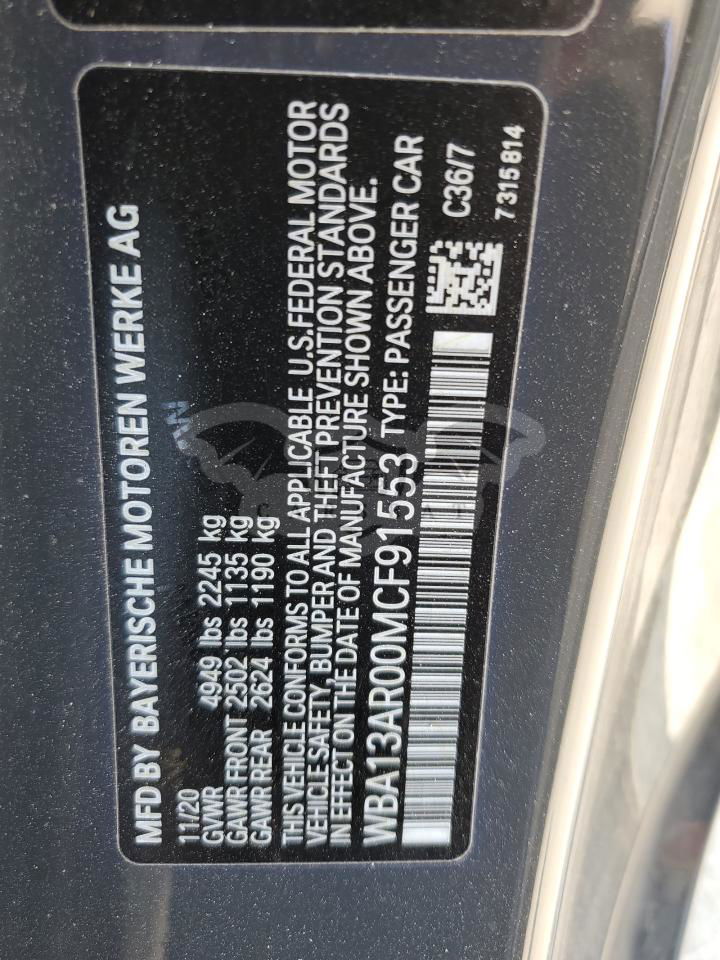 MFD BY BAYERISCHE MOTOREN WERKE AG
11/20
GVWR 4949 lbs 2245 kg
GAWR FRONT 2502 lbs 1135 kg
GAWR REAR 2624 lbs 1190 kg
THIS VEHICLE CONFORMS TO ALL APPLICABLE U.S. FEDERAL MOTOR
VEHICLE SAFETY, BUMPER AND THEFT PREVENTION STANDARDS
IN EFFECT ON THE DATE OF MANUFACTURE SHOWN ABOVE.
WBA13AR00MCF91553 TYPE: PASSENGER CAR
C36/7
7 315 814